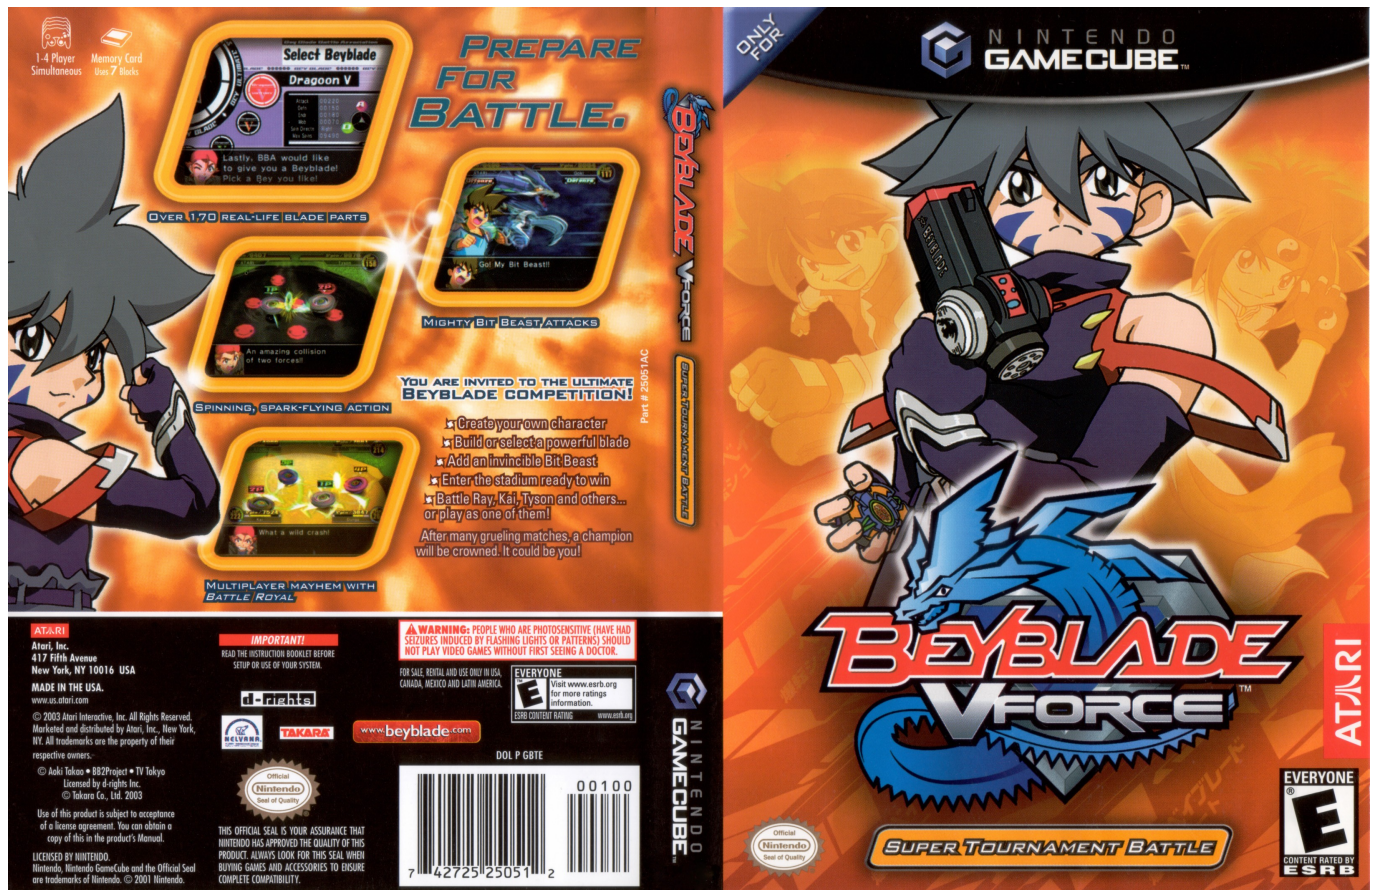 1-4 Player
Simultaneous
Memory Card
Uses 7 Blocks
Select Beyblade
Dragoon V
Lastly, BBA would like
to give you a Beyblade!
Pick a Bey you like!
OVER 170 REAL-LIFE BLADE PARTS
PREPARE
FOR
BATTLE.
Go! My Bit Beast!!
MIGHTY BIT BEAST ATTACKS
An amazing collision
of two forces!!
SPINNING, SPARK-FLYING ACTION
What a wild crash!
MULTIPLAYER MAYHEM WITH
BATTLE ROYAL
YOU ARE INVITED TO THE ULTIMATE
BEYBLADE COMPETITION!
Create your own character
Build or select a powerful blade
Add an invincible Bit Beast
Enter the stadium ready to win
Battle Ray, Kai, Tyson and others...
or play as one of them!
After many grueling matches, a champion
will be crowned. It could be you!
Part # 25051AC
ATARI
Atari, Inc.
417 Fifth Avenue
New York, NY 10016 USA
MADE IN THE USA.
www.us.atari.com
© 2003 Atari Interactive, Inc. All Rights Reserved.
Marketed and distributed by Atari, Inc., New York,
NY. All trademarks are the property of their
respective owners.
© Aoki Takao • BB2Project • TV Tokyo
Licensed by d-rights Inc.
© Takara Co., Ltd. 2003
Use of this product is subject to acceptance
of a license agreement. You can obtain a
copy of this in the product's Manual.
LICENSED BY NINTENDO.
Nintendo, Nintendo GameCube and the Official Seal
are trademarks of Nintendo. © 2001 Nintendo.
IMPORTANT!
READ THE INSTRUCTION BOOKLET BEFORE
SETUP OR USE OF YOUR SYSTEM.
d-rights
NELVANA
TAKARA
Official
Nintendo
Seal of Quality
THIS OFFICIAL SEAL IS YOUR ASSURANCE THAT
NINTENDO HAS APPROVED THE QUALITY OF THIS
PRODUCT. ALWAYS LOOK FOR THIS SEAL WHEN
BUYING GAMES AND ACCESSORIES TO ENSURE
COMPLETE COMPATIBILITY.
WARNING: PEOPLE WHO ARE PHOTOSENSITIVE (HAVE HAD
SEIZURES INDUCED BY FLASHING LIGHTS OR PATTERNS) SHOULD
NOT PLAY VIDEO GAMES WITHOUT FIRST SEEING A DOCTOR.
FOR SALE, RENTAL AND USE ONLY IN USA,
CANADA, MEXICO AND LATIN AMERICA.
EVERYONE
E
Visit www.esrb.org
for more ratings
information.
ESRB CONTENT RATING www.esrb.org
www.beyblade.com
DOL P GBTE
00100
7 42725 25051 2
BEYBLADE
VFORCE
SUPER TOURNAMENT BATTLE
NINTENDO
GAMECUBE™
ONLY
FOR
NINTENDO
GAMECUBE™
BEYBLADE
BEYBLADE™
VFORCE
SUPER TOURNAMENT BATTLE
Official
Nintendo
Seal of Quality
ATARI
EVERYONE
E
CONTENT RATED BY
ESRB